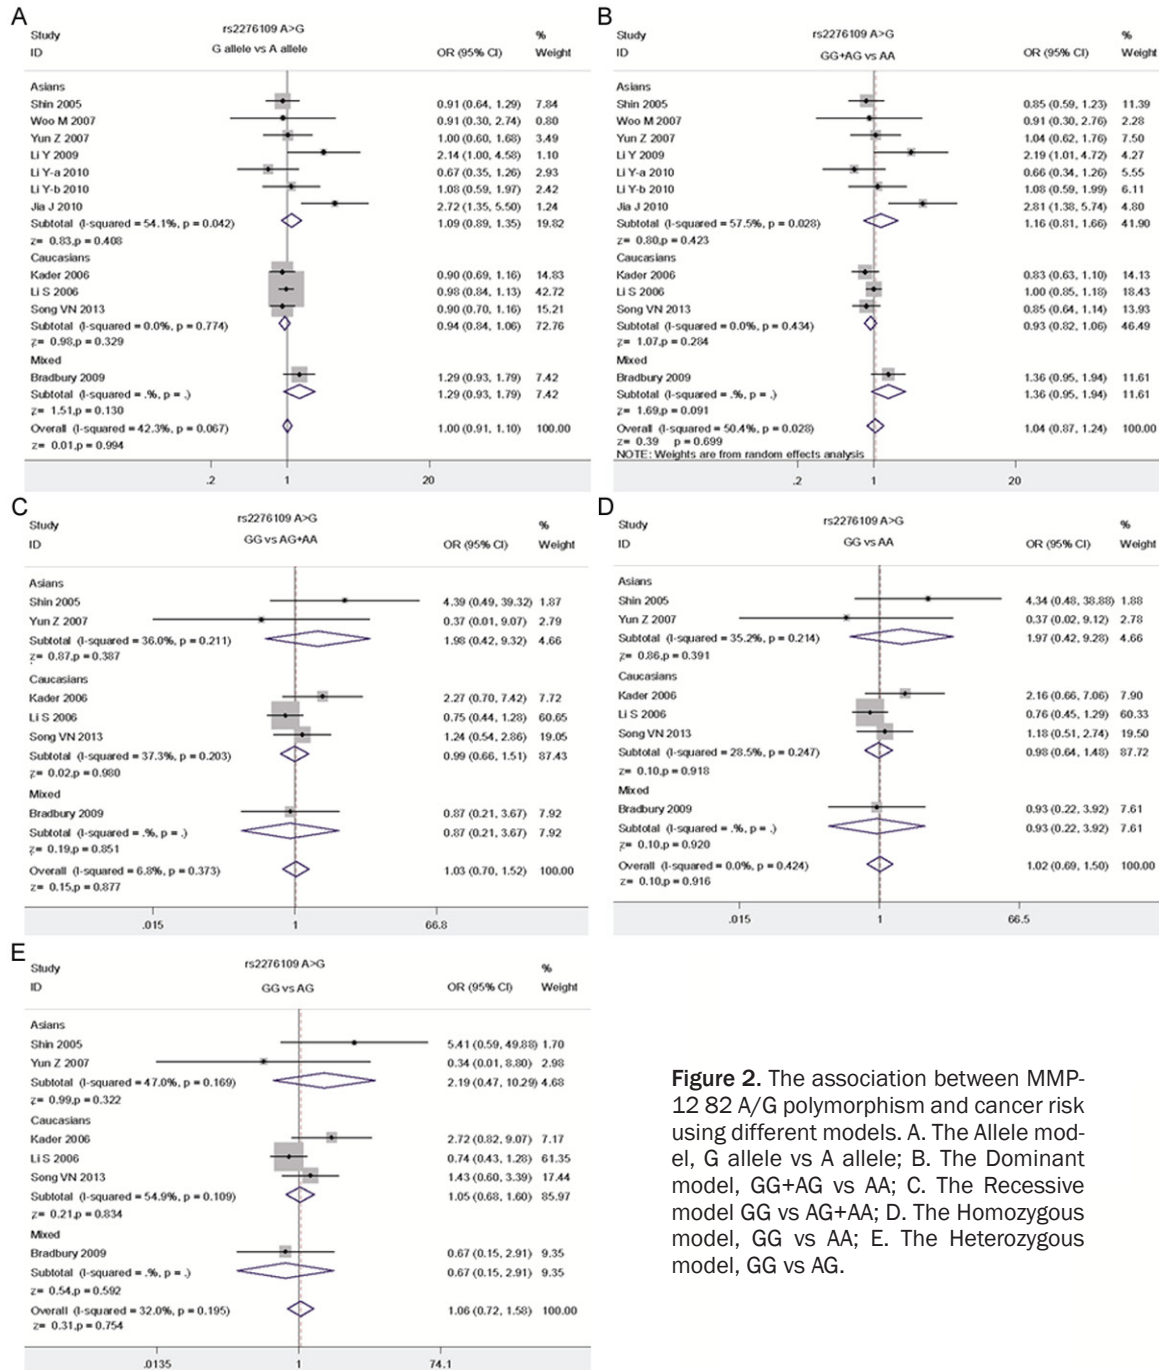 A
rs2276109 A>G
Study %
G allele vs A allele
ID OR (95% CI) Weight
Asians
Shin 2005 0.91 (0.64, 1.29) 7.84
Woo M 2007 0.91 (0.30, 2.74) 0.80
Yun Z 2007 1.00 (0.60, 1.68) 3.49
Li Y 2009 2.14 (1.00, 4.58) 1.10
Li Y-a 2010 0.67 (0.35, 1.26) 2.93
Li Y-b 2010 1.08 (0.59, 1.97) 2.42
Jia J 2010 2.72 (1.35, 5.50) 1.24
Subtotal (I-squared = 54.1%, p = 0.042) 1.09 (0.89, 1.35) 19.82
z= 0.83,p = 0.408
Caucasians
Kader 2006 0.90 (0.69, 1.16) 14.83
Li S 2006 0.98 (0.84, 1.13) 42.72
Song VN 2013 0.90 (0.70, 1.16) 15.21
Subtotal (I-squared = 0.0%, p = 0.774) 0.94 (0.84, 1.06) 72.76
z= 0.98,p = 0.329
Mixed
Bradbury 2009 1.29 (0.93, 1.79) 7.42
Subtotal (I-squared = .%, p = .) 1.29 (0.93, 1.79) 7.42
z= 1.51,p = 0.130
Overall (I-squared = 42.3%, p = 0.067) 1.00 (0.91, 1.10) 100.00
z= 0.01,p = 0.994
.2 1 20
B
rs2276109 A>G
Study %
GG+AG vs AA
ID OR (95% CI) Weight
Asians
Shin 2005 0.85 (0.59, 1.23) 11.39
Woo M 2007 0.91 (0.30, 2.76) 2.28
Yun Z 2007 1.04 (0.62, 1.76) 7.50
Li Y 2009 2.19 (1.01, 4.72) 4.27
Li Y-a 2010 0.66 (0.34, 1.26) 5.55
Li Y-b 2010 1.08 (0.59, 1.99) 6.11
Jia J 2010 2.81 (1.38, 5.74) 4.80
Subtotal (I-squared = 57.5%, p = 0.028) 1.16 (0.81, 1.66) 41.90
z= 0.80,p = 0.423
Caucasians
Kader 2006 0.83 (0.63, 1.10) 14.13
Li S 2006 1.00 (0.85, 1.18) 18.43
Song VN 2013 0.85 (0.64, 1.14) 13.93
Subtotal (I-squared = 0.0%, p = 0.434) 0.93 (0.82, 1.06) 46.49
z= 1.07,p = 0.284
Mixed
Bradbury 2009 1.36 (0.95, 1.94) 11.61
Subtotal (I-squared = .%, p = .) 1.36 (0.95, 1.94) 11.61
z= 1.69,p = 0.091
Overall (I-squared = 50.4%, p = 0.028) 1.04 (0.87, 1.24) 100.00
z= 0.39 p = 0.699
NOTE: Weights are from random effects analysis
.2 1 20
C
rs2276109 A>G
Study %
GG vs AG+AA
ID OR (95% CI) Weight
Asians
Shin 2005 4.39 (0.49, 39.32) 1.87
Yun Z 2007 0.37 (0.01, 9.07) 2.79
Subtotal (I-squared = 36.0%, p = 0.211) 1.98 (0.42, 9.32) 4.66
z= 0.87,p = 0.387
Caucasians
Kader 2006 2.27 (0.70, 7.42) 7.72
Li S 2006 0.75 (0.44, 1.28) 60.65
Song VN 2013 1.24 (0.54, 2.86) 19.05
Subtotal (I-squared = 37.3%, p = 0.203) 0.99 (0.66, 1.51) 87.43
z= 0.02,p = 0.980
Mixed
Bradbury 2009 0.87 (0.21, 3.67) 7.92
Subtotal (I-squared = .%, p = .) 0.87 (0.21, 3.67) 7.92
z= 0.19,p = 0.851
Overall (I-squared = 6.8%, p = 0.373) 1.03 (0.70, 1.52) 100.00
z= 0.15,p = 0.877
.015 1 66.8
D
rs2276109 A>G
Study %
GG vs AA
ID OR (95% CI) Weight
Asians
Shin 2005 4.34 (0.48, 38.88) 1.88
Yun Z 2007 0.37 (0.02, 9.12) 2.78
Subtotal (I-squared = 35.2%, p = 0.214) 1.97 (0.42, 9.28) 4.66
z= 0.86,p = 0.391
Caucasians
Kader 2006 2.16 (0.66, 7.06) 7.90
Li S 2006 0.76 (0.45, 1.29) 60.33
Song VN 2013 1.18 (0.51, 2.74) 19.50
Subtotal (I-squared = 28.5%, p = 0.247) 0.98 (0.64, 1.48) 87.72
z= 0.10,p = 0.918
Mixed
Bradbury 2009 0.93 (0.22, 3.92) 7.61
Subtotal (I-squared = .%, p = .) 0.93 (0.22, 3.92) 7.61
z= 0.10,p = 0.920
Overall (I-squared = 0.0%, p = 0.424) 1.02 (0.69, 1.50) 100.00
z= 0.10,p = 0.916
.015 1 66.5
E
rs2276109 A>G
Study %
GG vs AG
ID OR (95% CI) Weight
Asians
Shin 2005 5.41 (0.59, 49.88) 1.70
Yun Z 2007 0.34 (0.01, 8.80) 2.98
Subtotal (I-squared = 47.0%, p = 0.169) 2.19 (0.47, 10.29) 4.68
z= 0.99,p = 0.322
Caucasians
Kader 2006 2.72 (0.82, 9.07) 7.17
Li S 2006 0.74 (0.43, 1.28) 61.35
Song VN 2013 1.43 (0.60, 3.39) 17.44
Subtotal (I-squared = 54.9%, p = 0.109) 1.05 (0.68, 1.60) 85.97
z= 0.21,p = 0.834
Mixed
Bradbury 2009 0.67 (0.15, 2.91) 9.35
Subtotal (I-squared = .%, p = .) 0.67 (0.15, 2.91) 9.35
z= 0.54,p = 0.592
Overall (I-squared = 32.0%, p = 0.195) 1.06 (0.72, 1.58) 100.00
z= 0.31,p = 0.754
.0135 1 74.1
Figure 2. The association between MMP-
12 82 A/G polymorphism and cancer risk
using different models. A. The Allele mod-
el, G allele vs A allele; B. The Dominant
model, GG+AG vs AA; C. The Recessive
model GG vs AG+AA; D. The Homozygous
model, GG vs AA; E. The Heterozygous
model, GG vs AG.